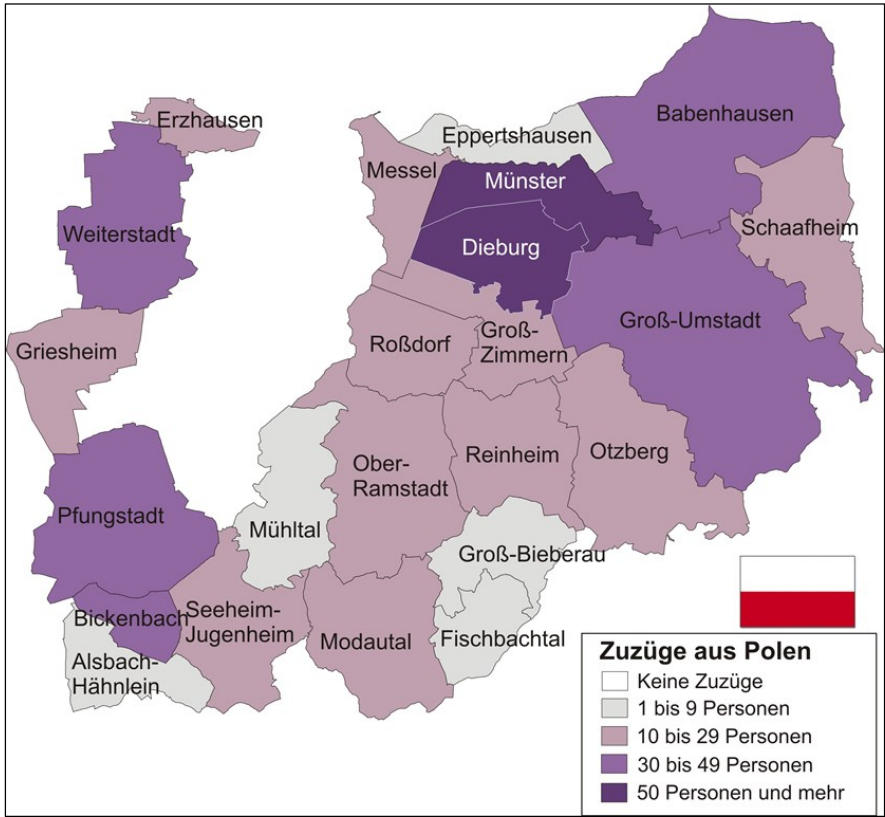 Erzhausen
Eppertshausen
Babenhausen
Messel
Münster
Weiterstadt
Schaafheim
Dieburg
Griesheim
Roßdorf
Groß-
Zimmern
Groß-Umstadt
Ober-
Ramstadt
Reinheim
Otzberg
Pfungstadt
Mühltal
Groß-Bieberau
Bickenbach
Seeheim-
Jugenheim
Modautal
Fischbachtal
Alsbach-
Hähnlein
Zuzüge aus Polen
Keine Zuzüge
1 bis 9 Personen
10 bis 29 Personen
30 bis 49 Personen
50 Personen und mehr